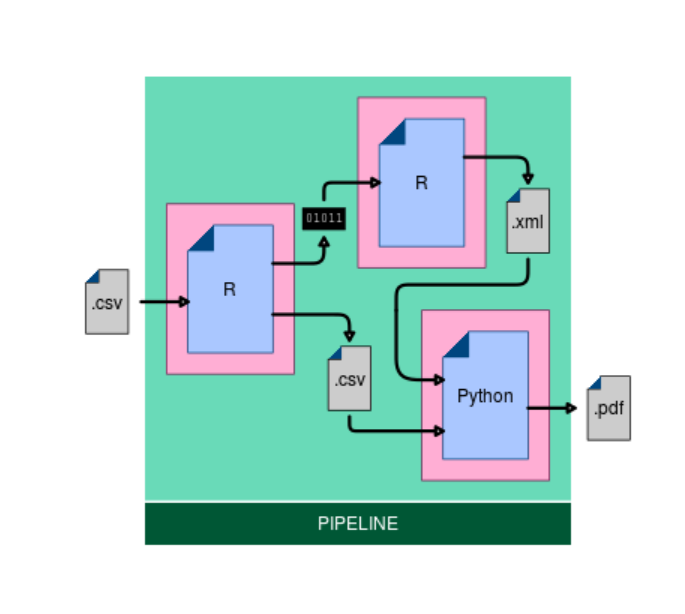 R
01011
.xml
R
.csv
.csv
Python
.pdf
PIPELINE